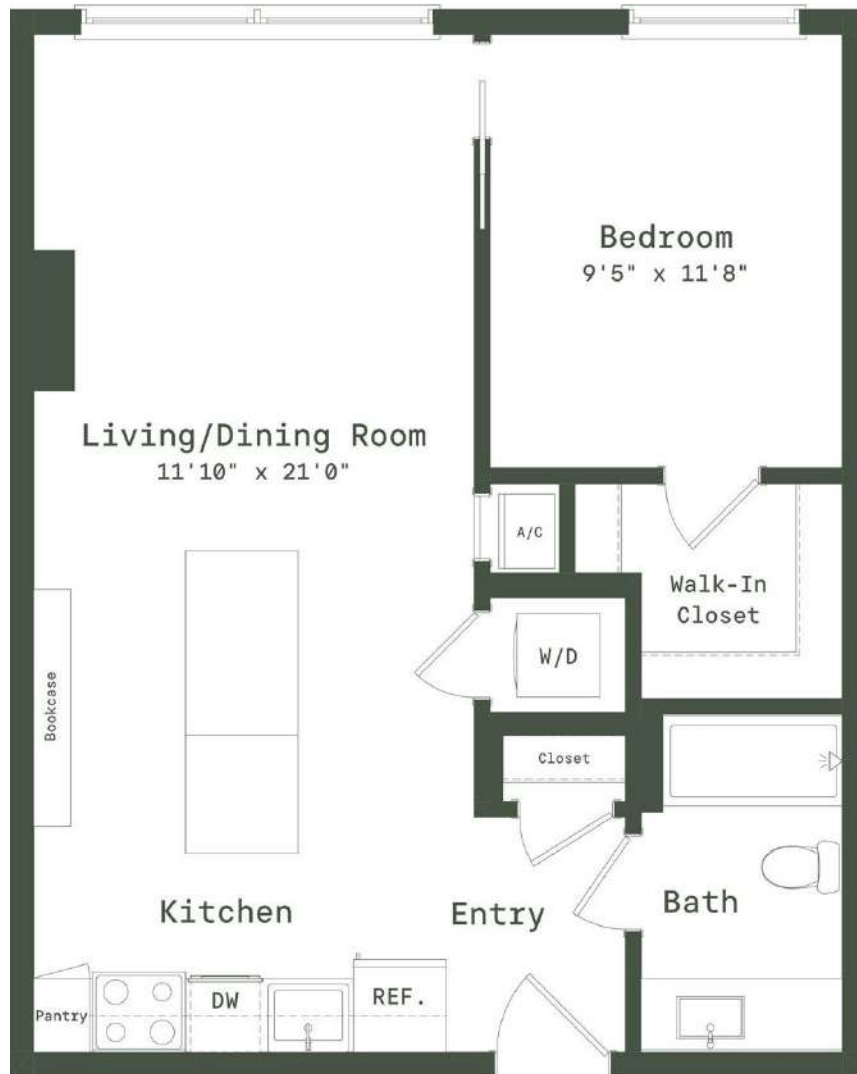 Bedroom
9'5" x 11'8"
Living/Dining Room
11'10" x 21'0"
A/C
Walk-In
Closet
W/D
Bookcase
Closet
Kitchen
Entry
Bath
Pantry
DW
REF.